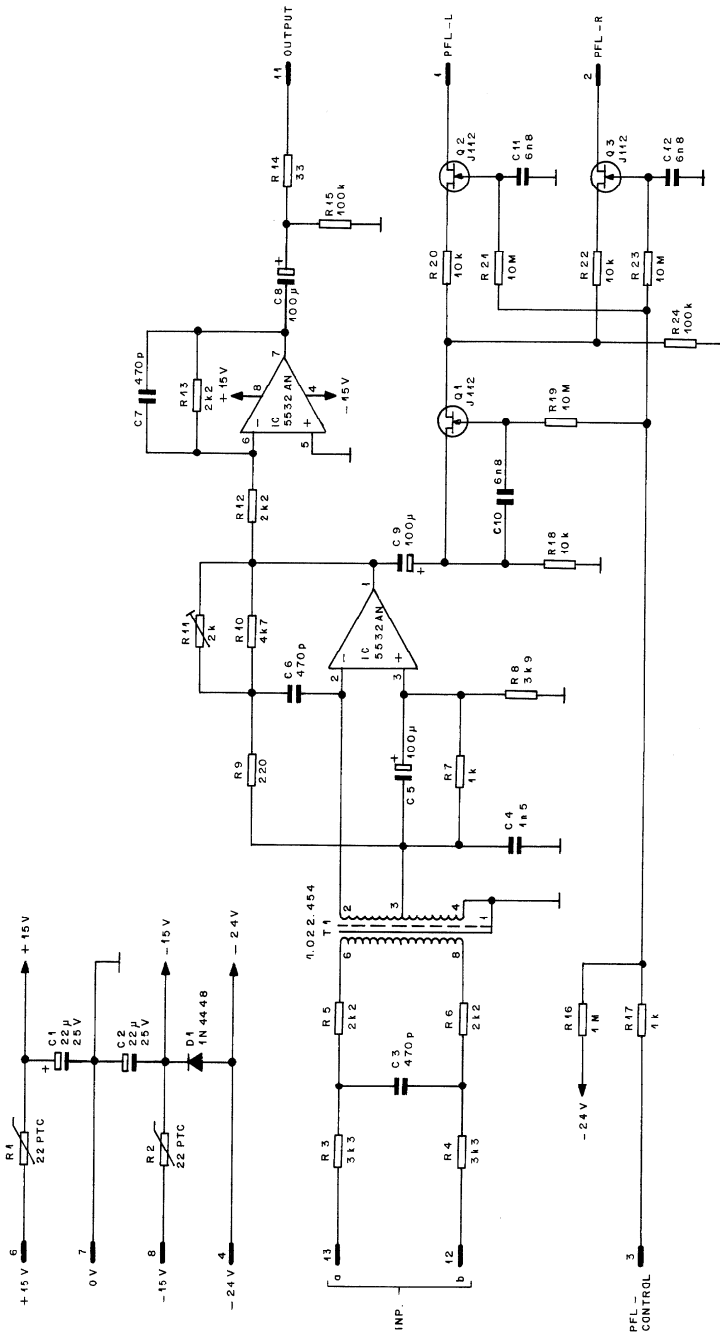 6
+15V
R1
22 PTC
+15V
C1
22µ
25V
+
7
0V
C2
22µ
25V
8
-15V
R2
22 PTC
-15V
D1
1N4448
4
-24V
-24V
INP.
13
a
12
b
R3
3k3
R4
3k3
C3
470p
R5
2k2
R6
2k2
1.022.454
T1
6
8
2
3
4
1
R9
220
C5
100µ
+
R7
1k
C4
1n5
R8
3k9
C6
470p
R11
2k
R10
4k7
2
3
1
−
+
IC
5532AN
R12
2k2
C9
100µ
+
C7
470p
R13
2k2
+15V
8
4
-15V
6
5
7
−
+
IC
5532AN
C8
100µ
+
R14
33
R15
100k
11
OUTPUT
R18
10k
C10
6n8
Q1
J112
R19
10M
R20
10k
R21
10M
Q2
J112
C11
6n8
1
PFL-L
R22
10k
R23
10M
Q3
J112
C12
6n8
2
PFL-R
R24
100k
R16
1M
-24V
R17
1k
3
PFL-
CONTROL